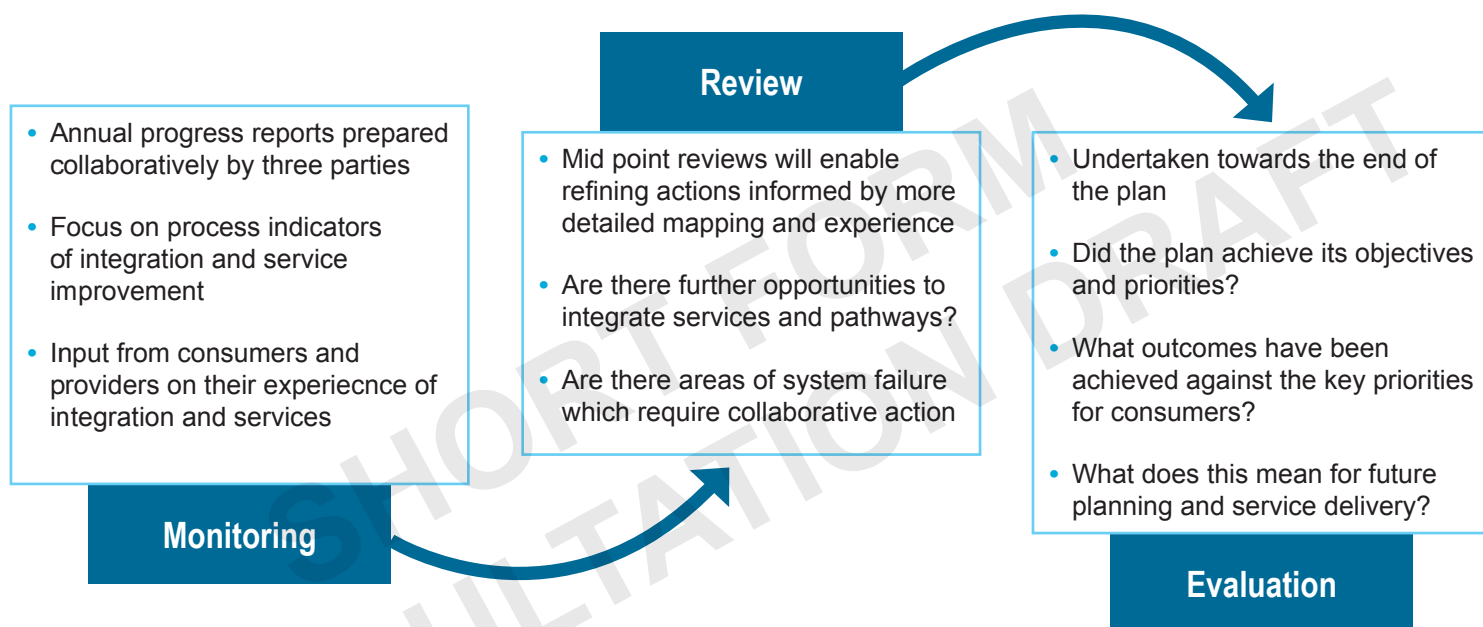 • Annual progress reports prepared
collaboratively by three parties
• Focus on process indicators
of integration and service
improvement
• Input from consumers and
providers on their experiecnce of
integration and services
Monitoring
Review
• Mid point reviews will enable
refining actions informed by more
detailed mapping and experience
• Are there further opportunities to
integrate services and pathways?
• Are there areas of system failure
which require collaborative action
• Undertaken towards the end of
the plan
• Did the plan achieve its objectives
and priorities?
• What outcomes have been
achieved against the key priorities
for consumers?
• What does this mean for future
planning and service delivery?
Evaluation
SHORT FORM
ULTATION DRAFT